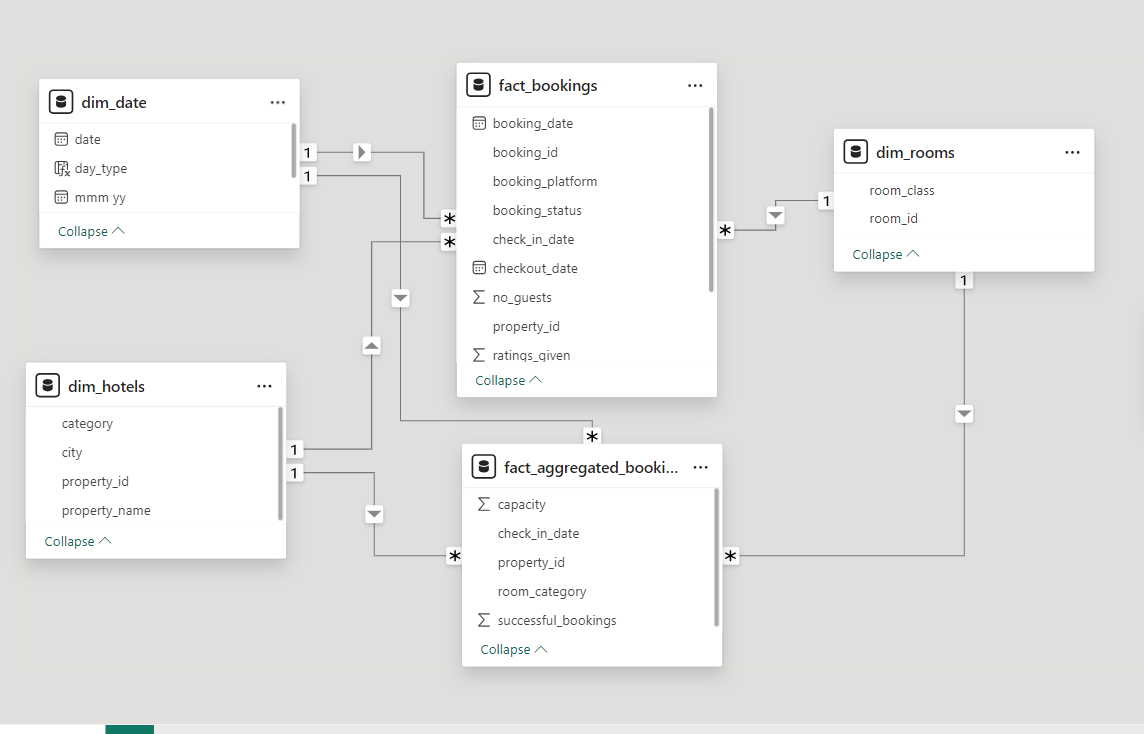 dim_date
...
date
day_type
mmm yy
Collapse
1
1
fact_bookings
...
booking_date
booking_id
booking_platform
booking_status
check_in_date
checkout_date
no_guests
property_id
ratings_given
Collapse
*
*
*
dim_rooms
...
room_class
room_id
Collapse
1
1
dim_hotels
...
category
city
property_id
property_name
Collapse
1
1
fact_aggregated_booki...
...
capacity
check_in_date
property_id
room_category
successful_bookings
Collapse
*
*
*